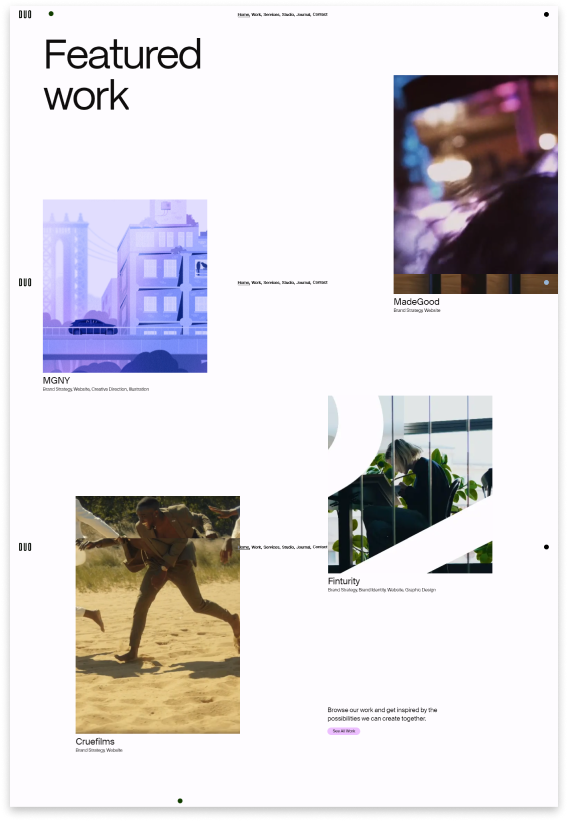 DUO
Home, Work, Services, Studio, Journal, Contact
Featured
work
DUO
Home, Work, Services, Studio, Journal, Contact
MadeGood
Brand Strategy, Website
MGNY
Brand Strategy, Website, Creative Direction, Illustration
DUO
Home, Work, Services, Studio, Journal, Contact
Finturity
Brand Strategy, Brand Identity, Website, Graphic Design
Browse our work and get inspired by the
possibilities we can create together.
See All Work
Cruefilms
Brand Strategy, Website